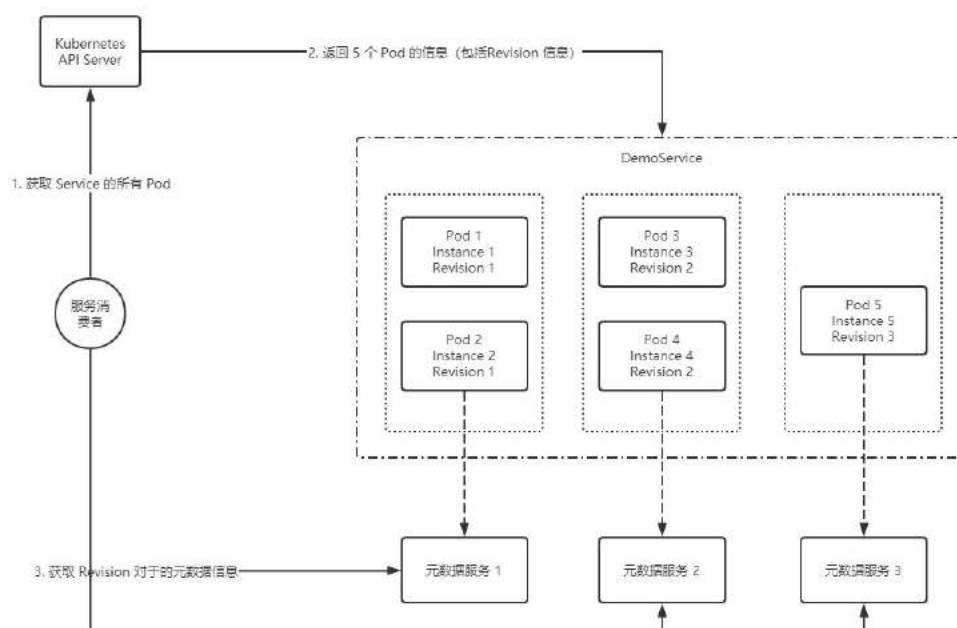 Kubernetes
API Server
2. 返回 5 个 Pod 的信息（包括Revision 信息）
DemoService
1. 获取 Service 的所有 Pod
Pod 1
Instance 1
Revision 1
Pod 3
Instance 3
Revision 2
服务消
费者
Pod 5
Instance 5
Revision 3
Pod 2
Instance 2
Revision 1
Pod 4
Instance 4
Revision 2
3. 获取 Revision 对于的元数据信息
元数据服务 1
元数据服务 2
元数据服务 3